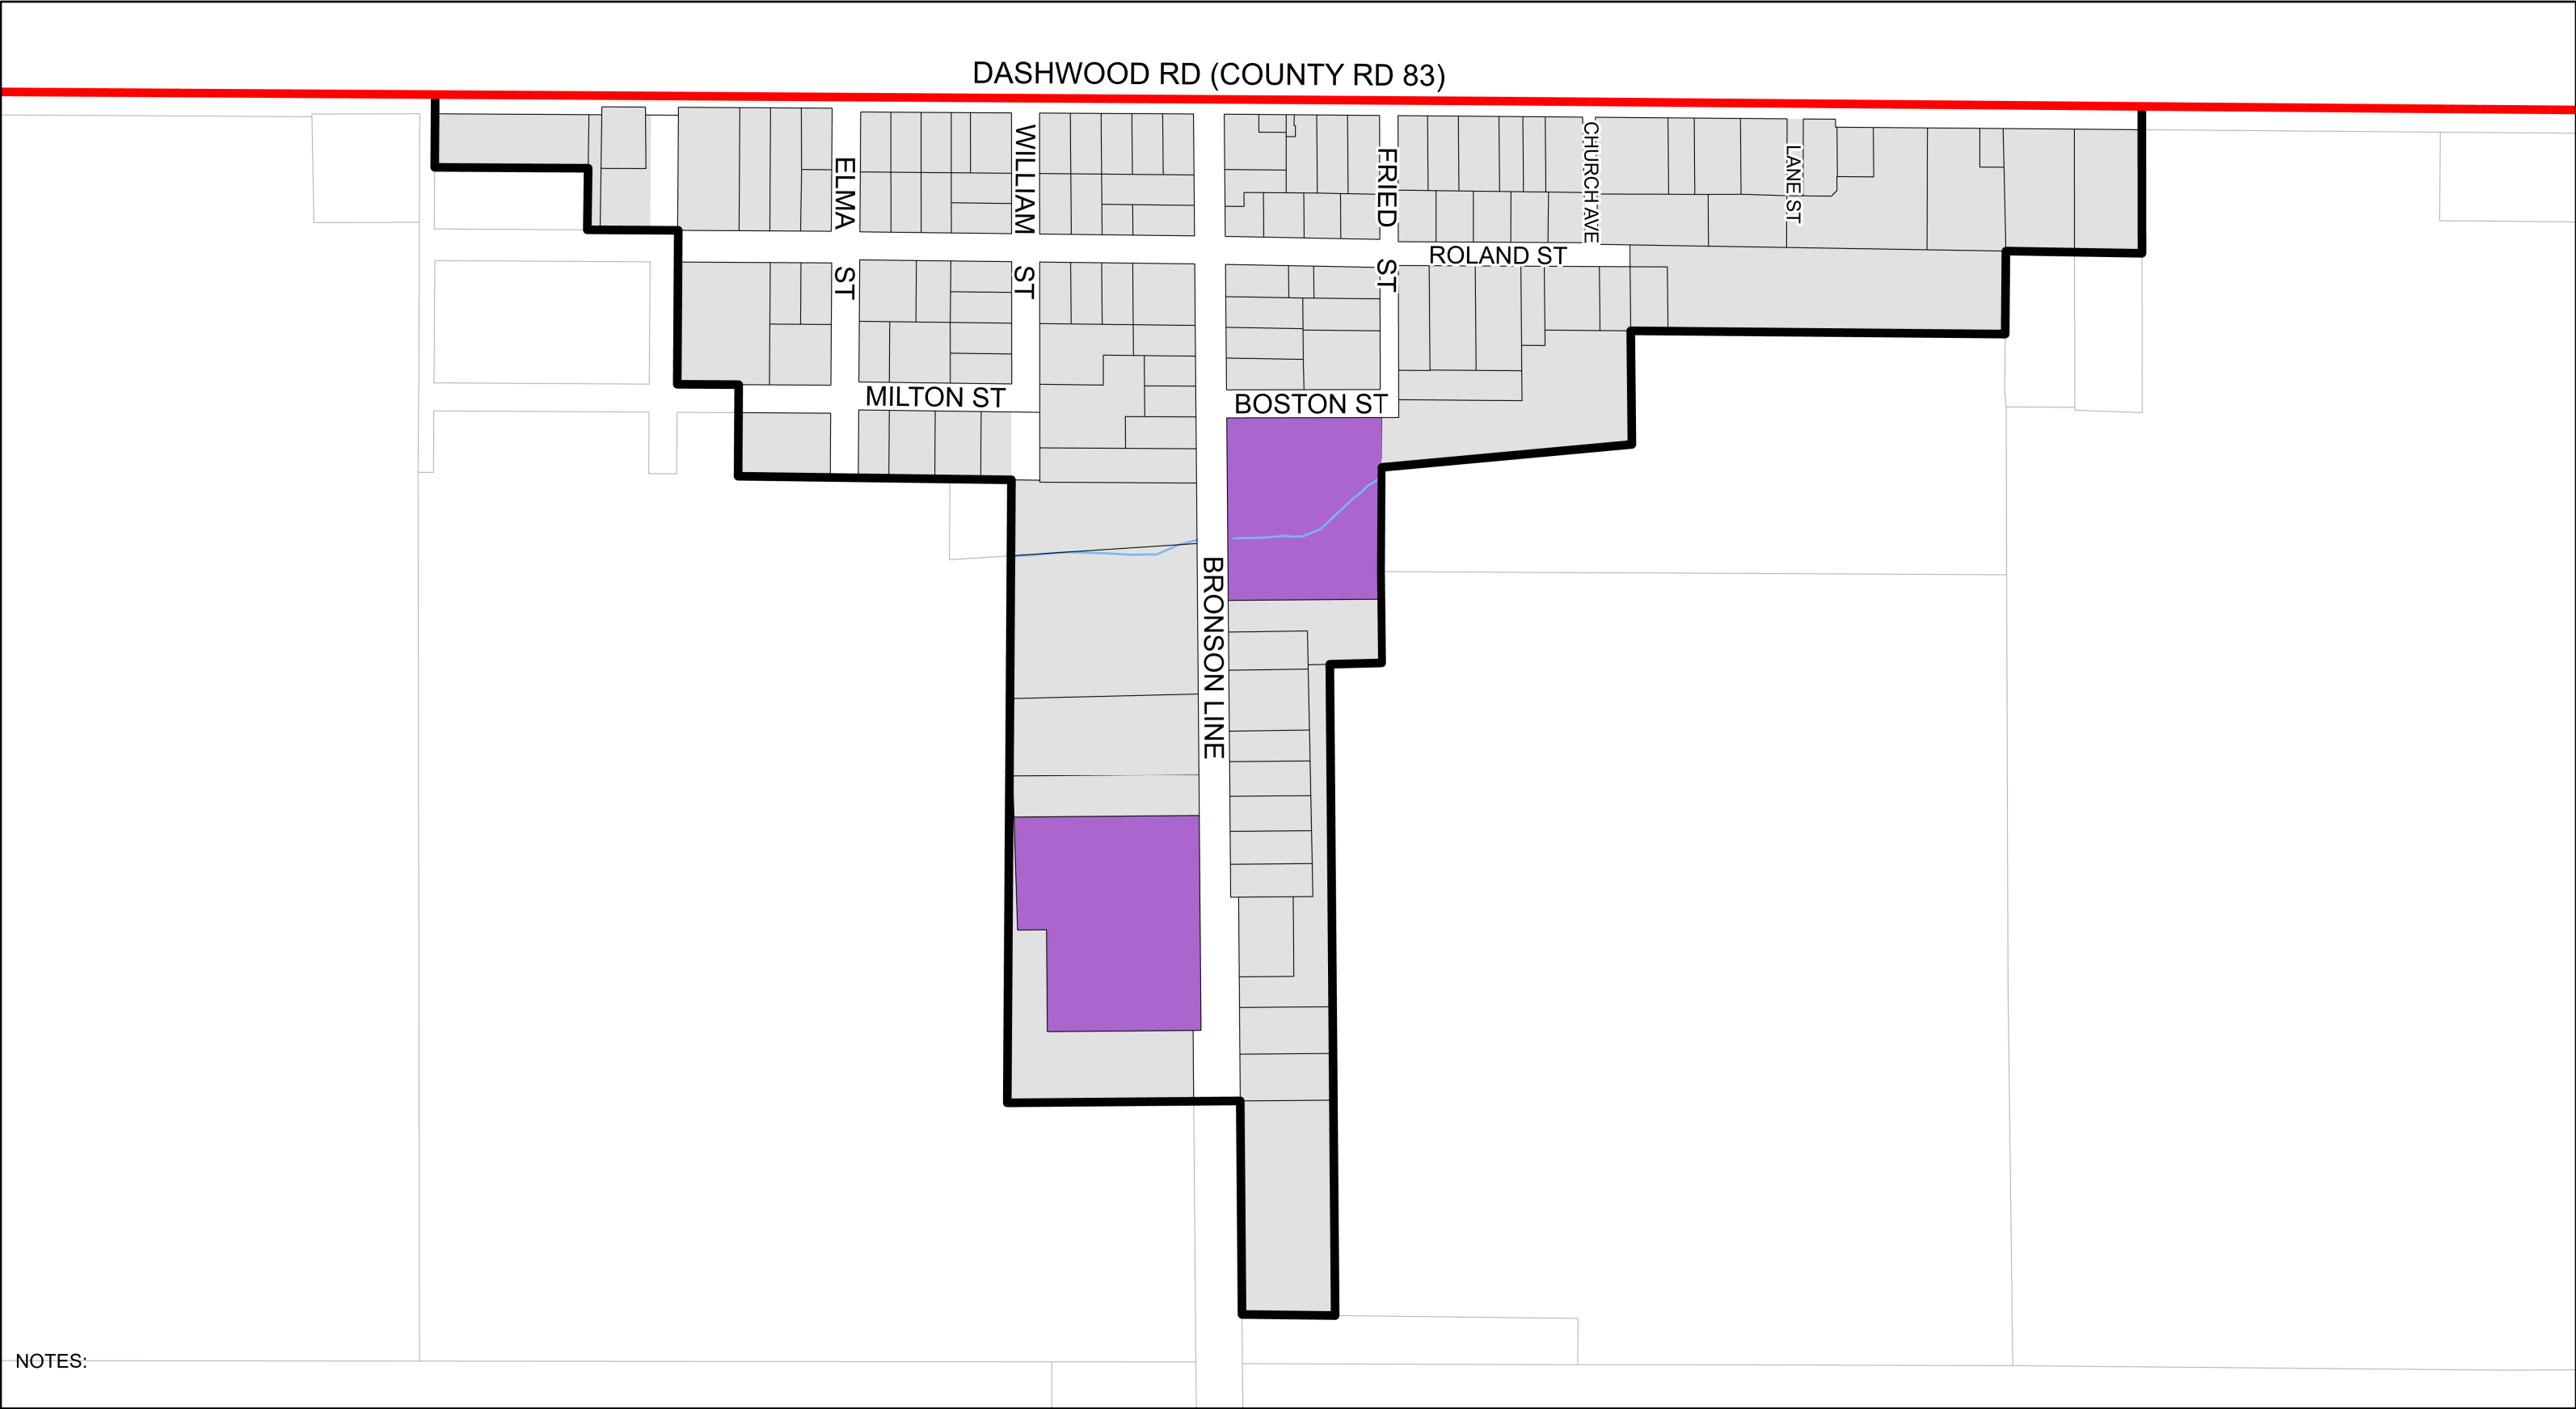 DASHWOOD RD (COUNTY RD 83)
ELMA ST
WILLIAM ST
FRIED ST
CHURCH AVE
LANE ST
ROLAND ST
MILTON ST
BOSTON ST
BRONSON LINE
NOTES: